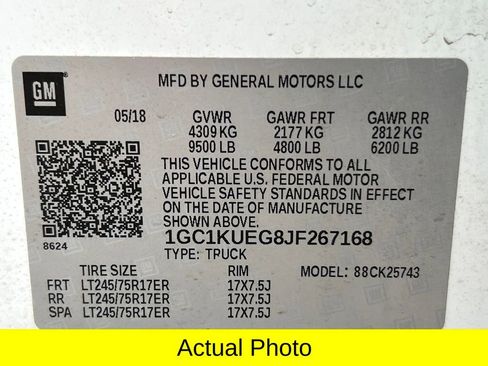 GM
MFD BY GENERAL MOTORS LLC
05/18 GVWR GAWR FRT GAWR RR
4309 KG 2177 KG 2812 KG
9500 LB 4800 LB 6200 LB
THIS VEHICLE CONFORMS TO ALL
APPLICABLE U.S. FEDERAL MOTOR
VEHICLE SAFETY STANDARDS IN EFFECT
ON THE DATE OF MANUFACTURE
SHOWN ABOVE.
8624
1GC1KUEG8JF267168
TYPE: TRUCK MODEL: 88CK25743
TIRE SIZE RIM
FRT LT245/75R17ER 17X7.5J
RR LT245/75R17ER 17X7.5J
SPA LT245/75R17ER 17X7.5J
Actual Photo